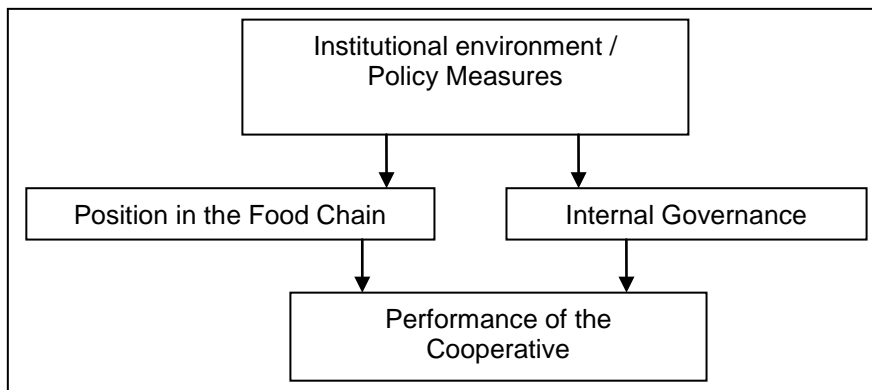 Institutional environment /
Policy Measures
Position in the Food Chain
Internal Governance
Performance of the
Cooperative